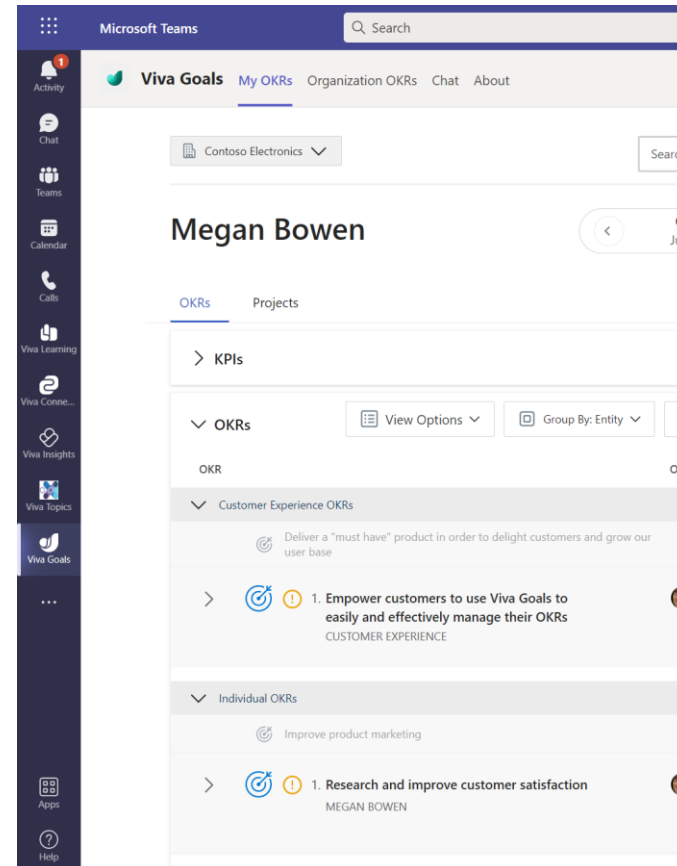 Microsoft Teams
Search
1
Activity
Chat
Teams
Calendar
Calls
Viva Learning
Viva Conne...
Viva Insights
Viva Topics
Viva Goals
...
Apps
Help
Viva Goals My OKRs Organization OKRs Chat About
Contoso Electronics
Megan Bowen
OKRs Projects
KPIs
OKRs View Options Group By: Entity
OKR
Customer Experience OKRs
Deliver a "must have" product in order to delight customers and grow our
user base
1. Empower customers to use Viva Goals to
easily and effectively manage their OKRs
CUSTOMER EXPERIENCE
Individual OKRs
Improve product marketing
1. Research and improve customer satisfaction
MEGAN BOWEN